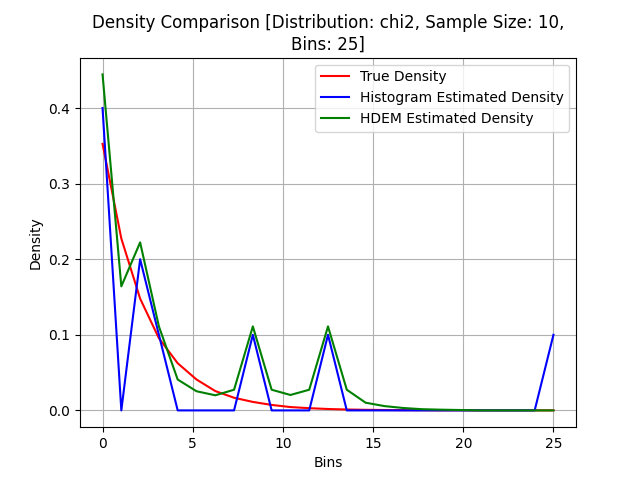 Density Comparison [Distribution: chi2, Sample Size: 10,
Bins: 25]
True Density
Histogram Estimated Density
HDEM Estimated Density
Density
0.4
0.3
0.2
0.1
0.0
0
5
10
15
20
25
Bins